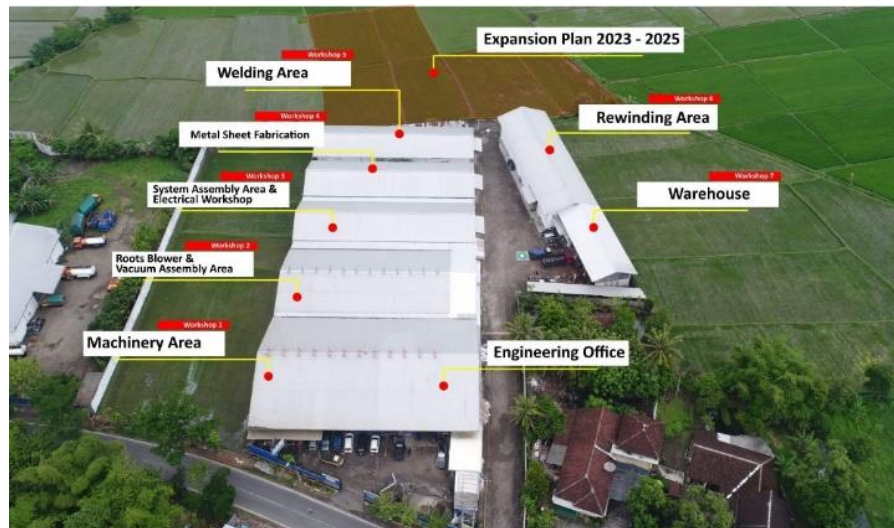 Expansion Plan 2023 - 2025
Workshop 5
Welding Area
Workshop 6
Rewinding Area
Workshop 4
Metal Sheet Fabrication
Workshop 3
System Assembly Area &
Electrical Workshop
Workshop 7
Warehouse
Workshop 2
Roots Blower &
Vacuum Assembly Area
Workshop 1
Machinery Area
Engineering Office